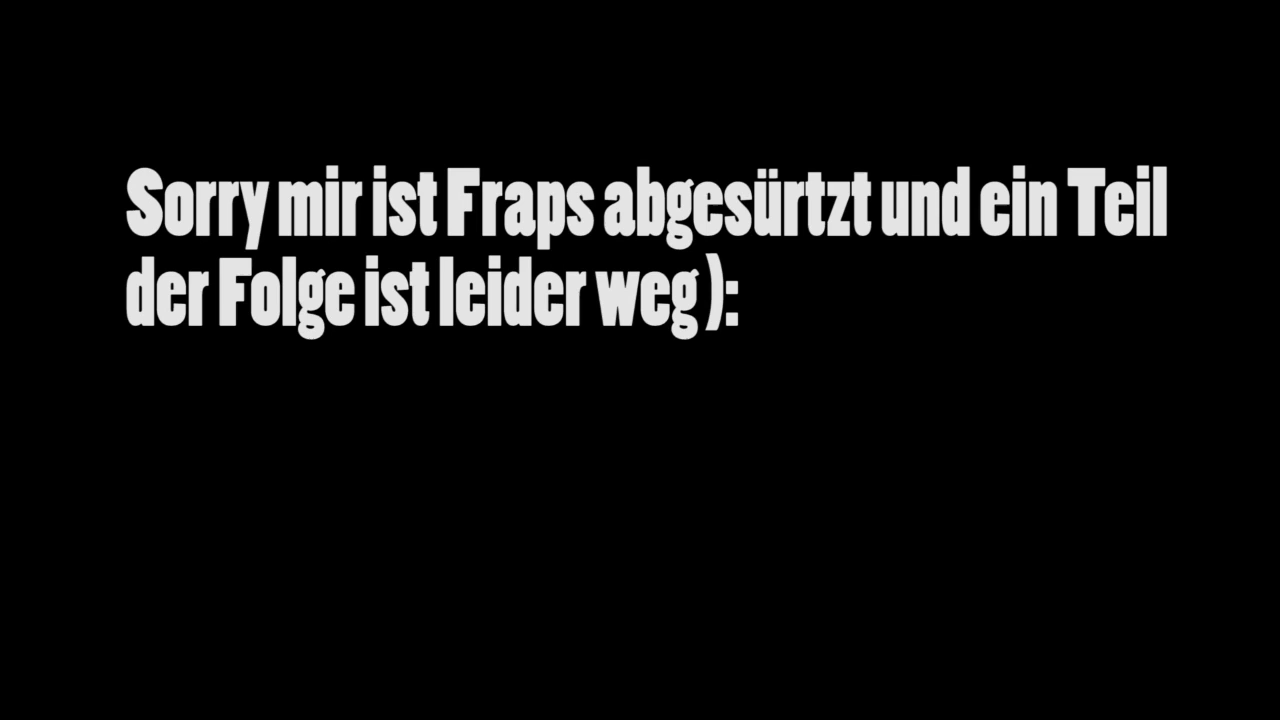 Sorry mir ist Fraps abgesürtzt und ein Teil
der Folge ist leider weg ):